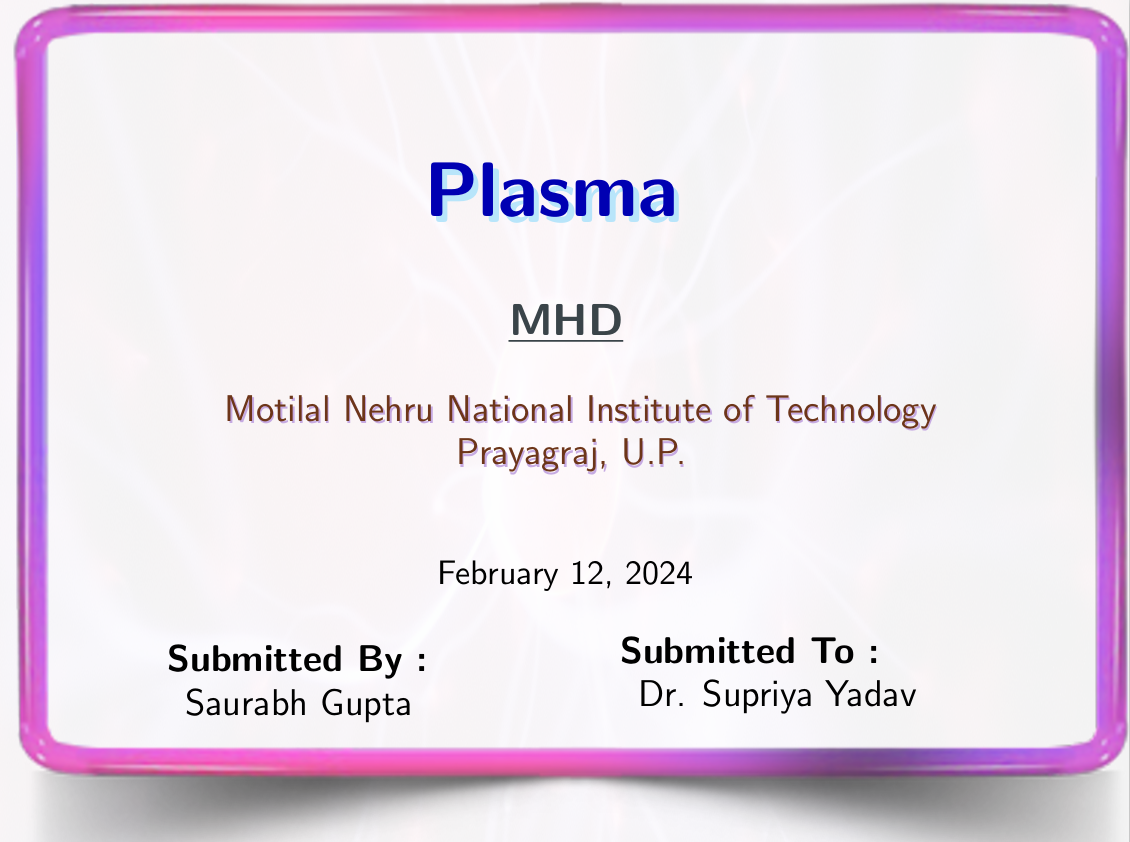 Plasma
MHD
Motilal Nehru National Institute of Technology
Prayagraj, U.P.
February 12, 2024
Submitted By :
Saurabh Gupta
Submitted To :
Dr. Supriya Yadav